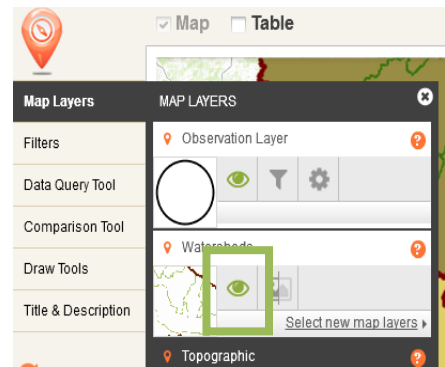 Map Table
Map Layers
MAP LAYERS
Filters
Observation Layer
Data Query Tool
Comparison Tool
Draw Tools
Watersheds
Title & Description
Select new map layers
Topographic